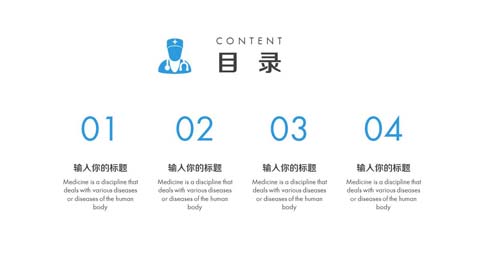 CONTENT
目 录
01
输入你的标题
Medicine is a discipline that
deals with various diseases
or diseases of the human
body
02
输入你的标题
Medicine is a discipline that
deals with various diseases
or diseases of the human
body
03
输入你的标题
Medicine is a discipline that
deals with various diseases
or diseases of the human
body
04
输入你的标题
Medicine is a discipline that
deals with various diseases
or diseases of the human
body